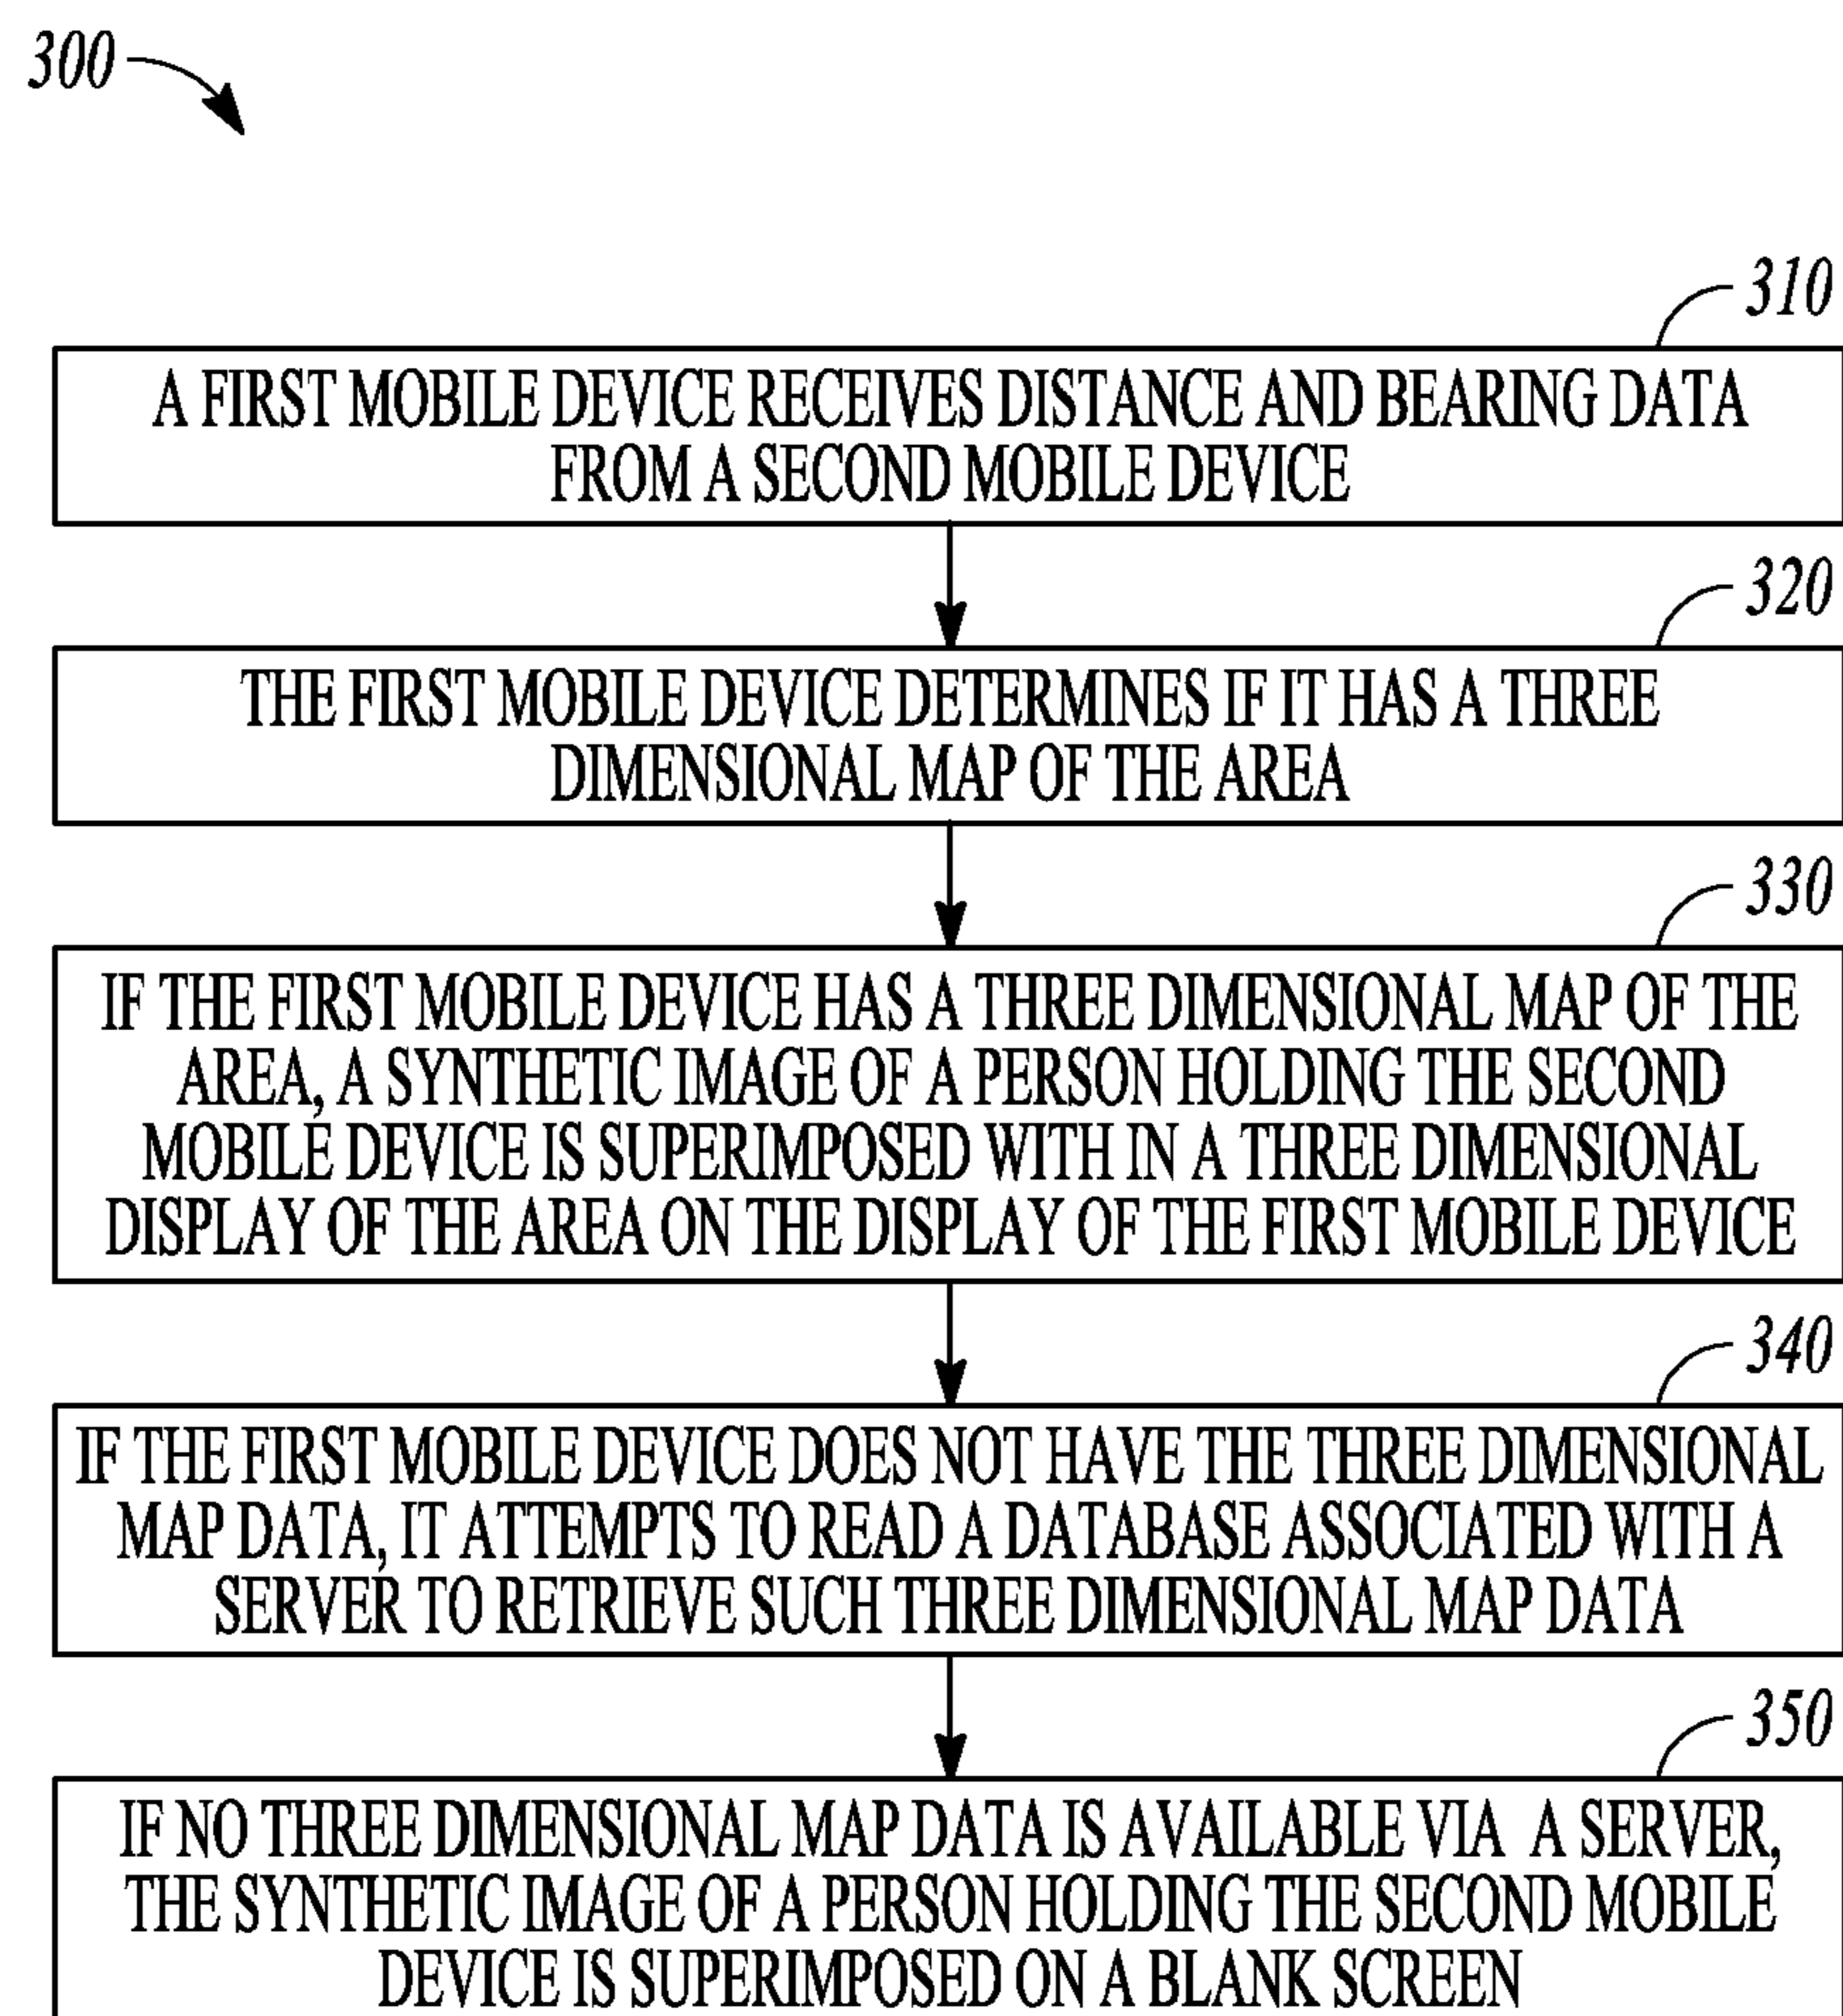 300
310
A FIRST MOBILE DEVICE RECEIVES DISTANCE AND BEARING DATA
FROM A SECOND MOBILE DEVICE
320
THE FIRST MOBILE DEVICE DETERMINES IF IT HAS A THREE
DIMENSIONAL MAP OF THE AREA
330
IF THE FIRST MOBILE DEVICE HAS A THREE DIMENSIONAL MAP OF THE
AREA, A SYNTHETIC IMAGE OF A PERSON HOLDING THE SECOND
MOBILE DEVICE IS SUPERIMPOSED WITH IN A THREE DIMENSIONAL
DISPLAY OF THE AREA ON THE DISPLAY OF THE FIRST MOBILE DEVICE
340
IF THE FIRST MOBILE DEVICE DOES NOT HAVE THE THREE DIMENSIONAL
MAP DATA, IT ATTEMPTS TO READ A DATABASE ASSOCIATED WITH A
SERVER TO RETRIEVE SUCH THREE DIMENSIONAL MAP DATA
350
IF NO THREE DIMENSIONAL MAP DATA IS AVAILABLE VIA A SERVER,
THE SYNTHETIC IMAGE OF A PERSON HOLDING THE SECOND MOBILE
DEVICE IS SUPERIMPOSED ON A BLANK SCREEN